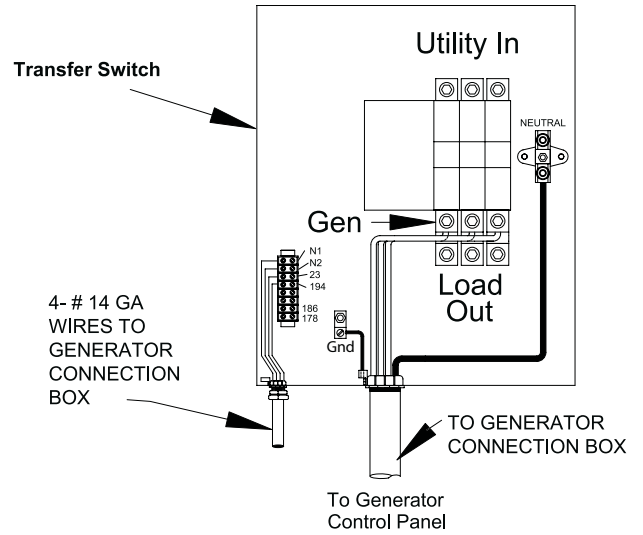 Utility In
Transfer Switch
NEUTRAL
Gen
N1
N2
23
194
186
178
Load
Out
4- # 14 GA
WIRES TO
GENERATOR
CONNECTION
BOX
Gnd
TO GENERATOR
CONNECTION BOX
To Generator
Control Panel